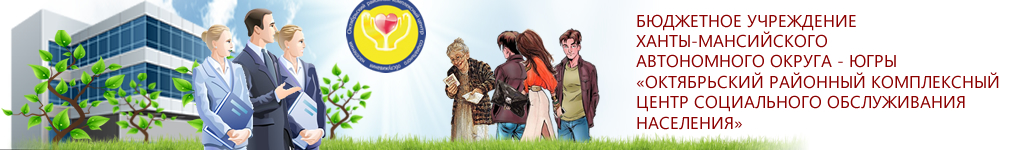 БЮДЖЕТНОЕ УЧРЕЖДЕНИЕ
ХАНТЫ-МАНСИЙСКОГО
АВТОНОМНОГО ОКРУГА - ЮГРЫ
«ОКТЯБРЬСКИЙ РАЙОННЫЙ КОМПЛЕКСНЫЙ
ЦЕНТР СОЦИАЛЬНОГО ОБСЛУЖИВАНИЯ
НАСЕЛЕНИЯ»